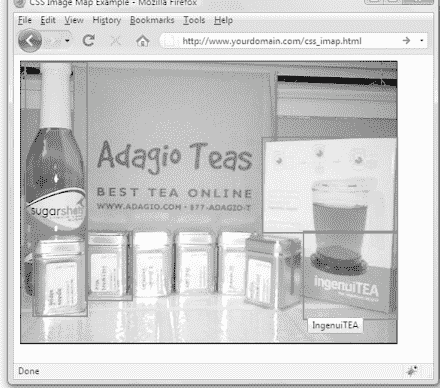 CSS Image Map Example - Mozilla Firefox
File Edit View History Bookmarks Tools Help
http://www.yourdomain.com/css_imap.html
Adagio Teas
BEST TEA ONLINE
WWW.ADAGIO.COM • 877-ADAGIO-T
sugarshell
ingenuiTEA
IngenuiTEA
Done